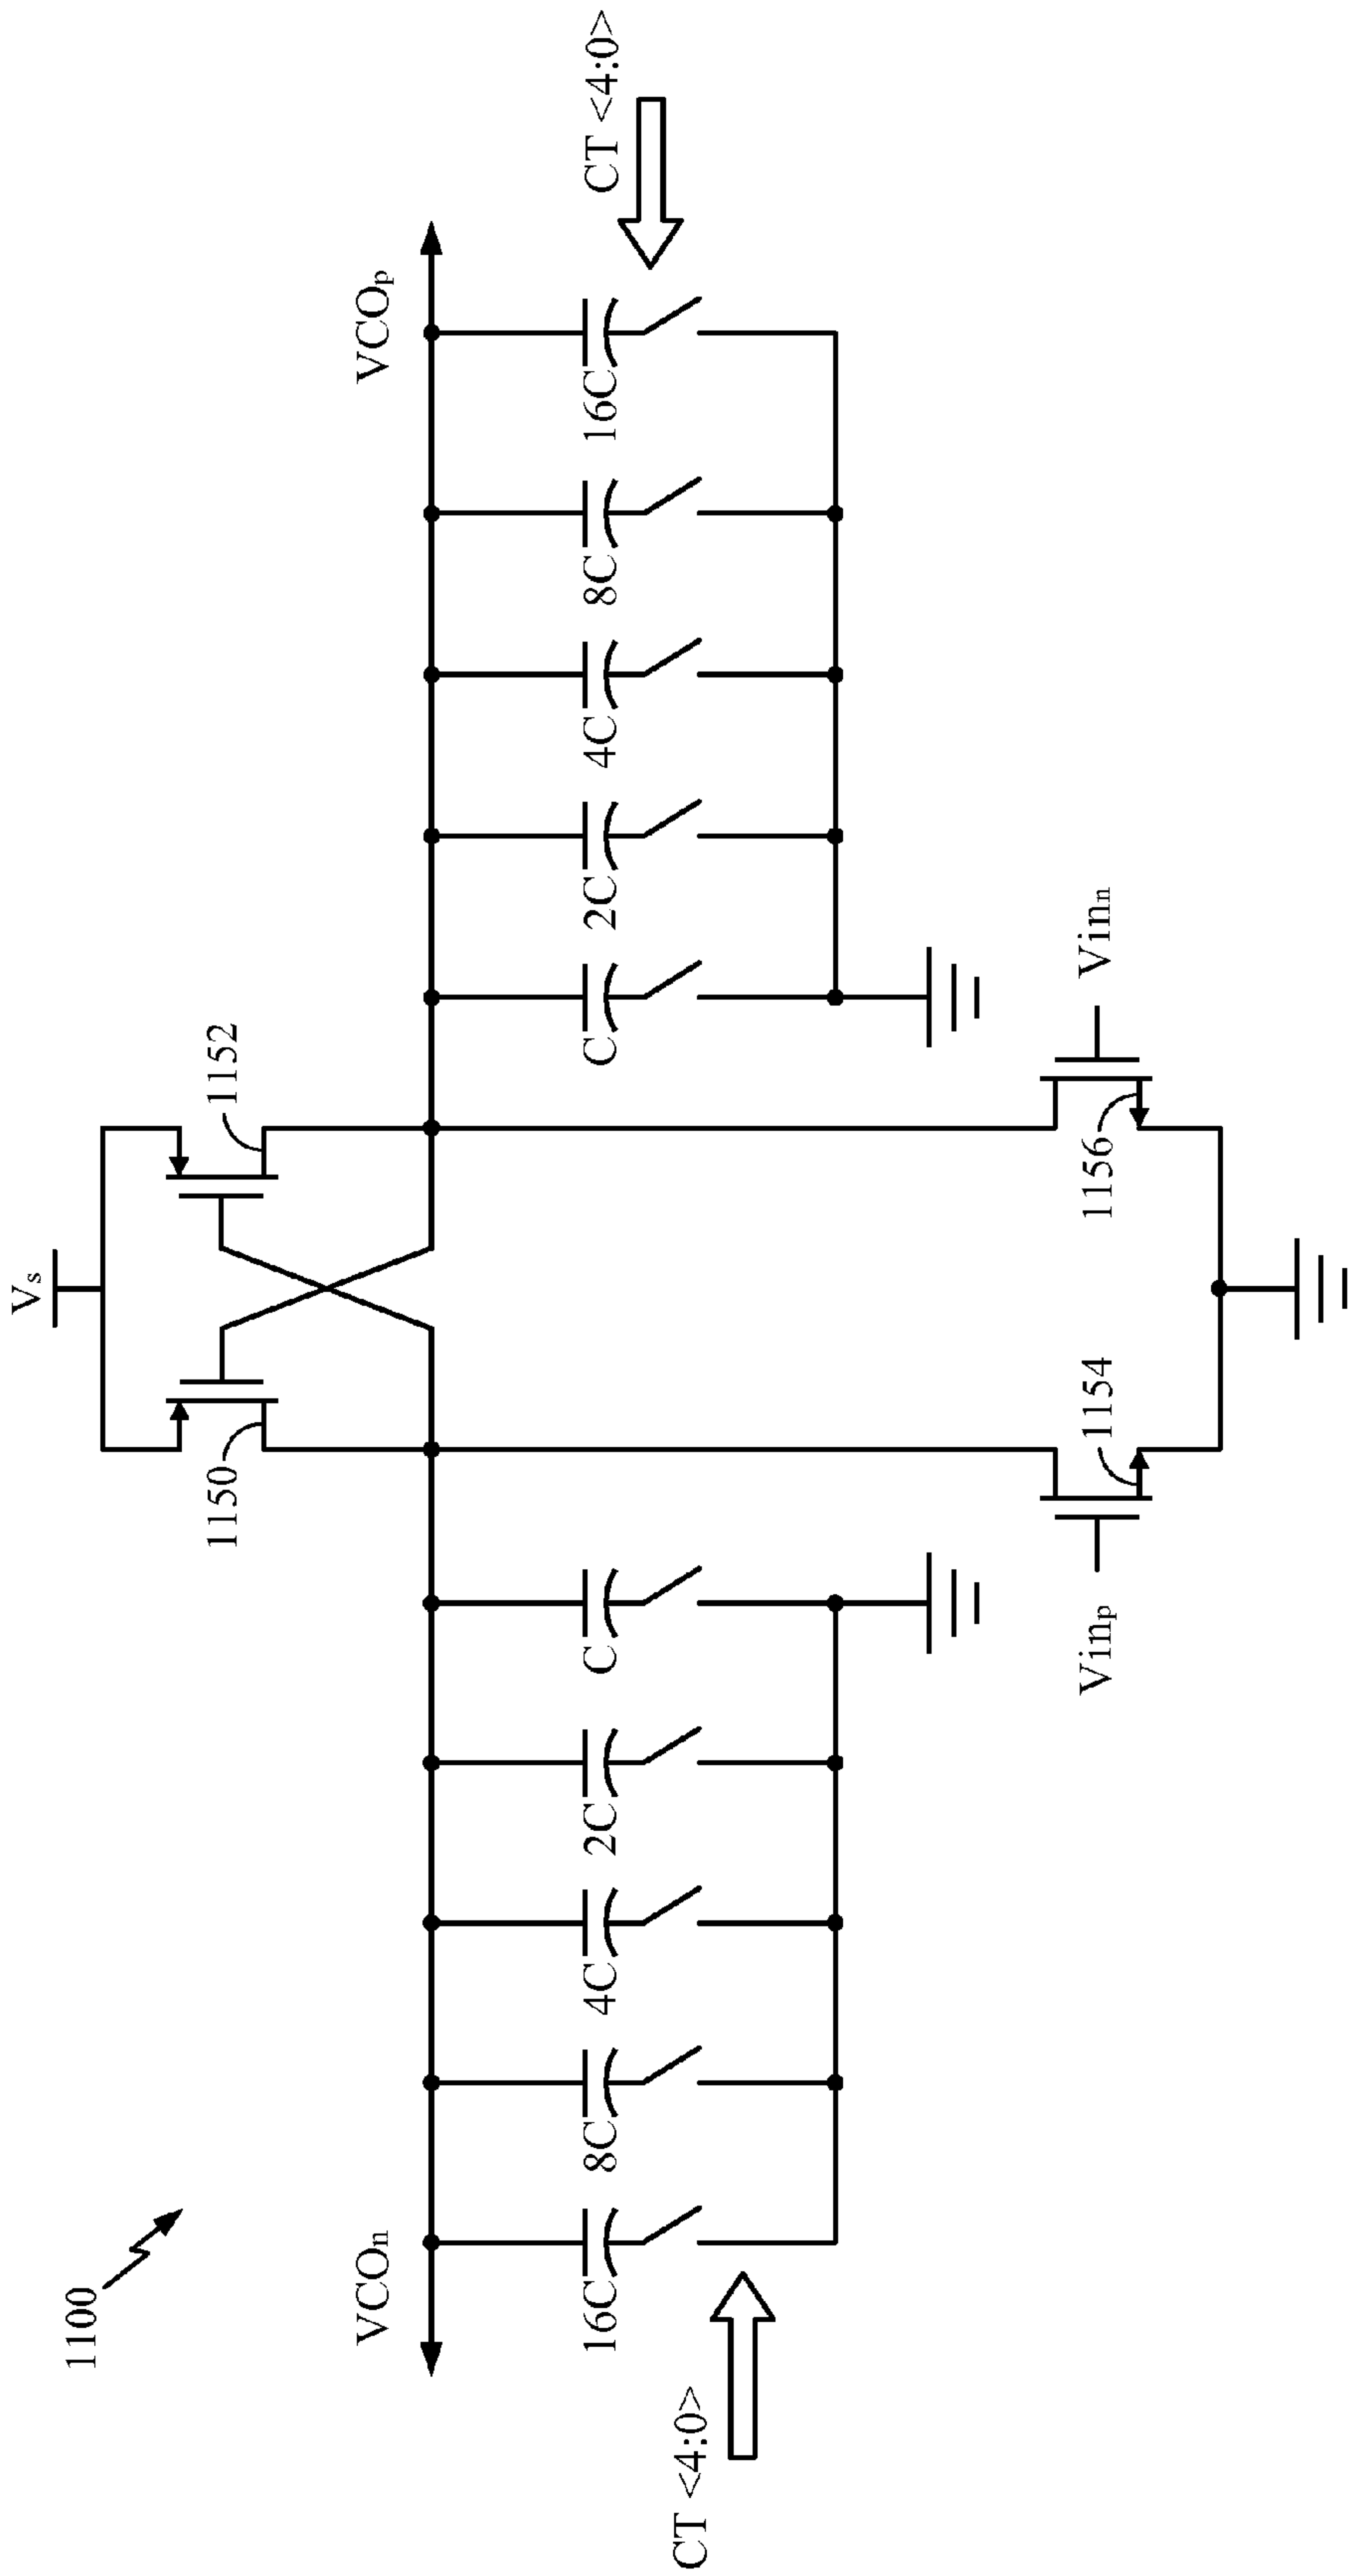 1100
Vs
1150
1152
VCOn
VCOp
16C
8C
4C
2C
C
C
2C
4C
8C
16C
CT <4:0>
CT <4:0>
Vinp
1154
1156
Vinn